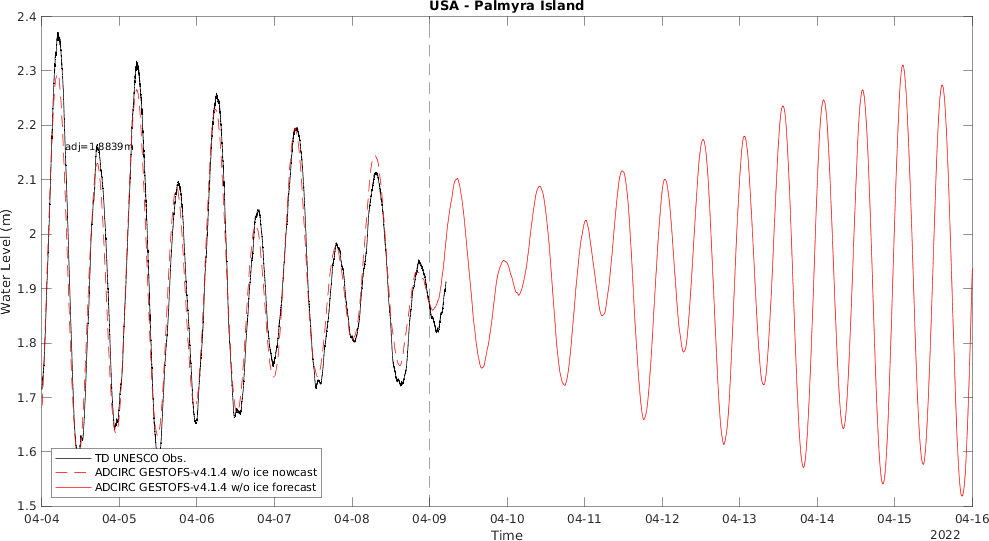 USA - Palmyra Island
Water Level (m)
2.4
2.3
2.2
2.1
2
1.9
1.8
1.7
1.6
1.5
adj=1.8839m
TD UNESCO Obs.
ADCIRC GESTOFS-v4.1.4 w/o ice nowcast
ADCIRC GESTOFS-v4.1.4 w/o ice forecast
04-04 04-05 04-06 04-07 04-08 04-09 04-10 04-11 04-12 04-13 04-14 04-15 04-16
Time
2022